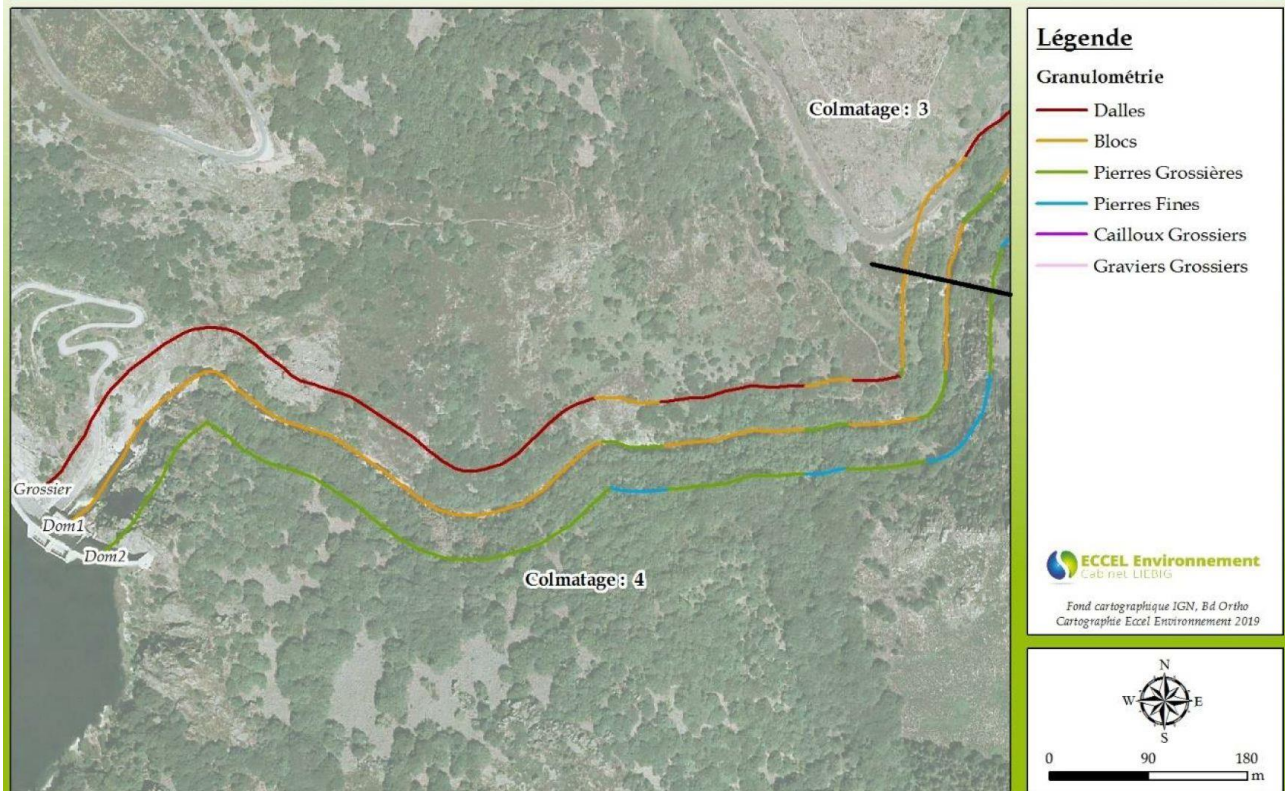 Colmatage : 3
Grossier
Dom1
Dom2
Colmatage : 4
Légende
Granulométrie
Dalles
Blocs
Pierres Grossières
Pierres Fines
Cailloux Grossiers
Graviers Grossiers
ECCEL Environnement
Cabinet LIEBIG
Fond cartographique IGN, Bd Ortho
Cartographie Eccel Environnement 2019
N
W E
S
0 90 180
m